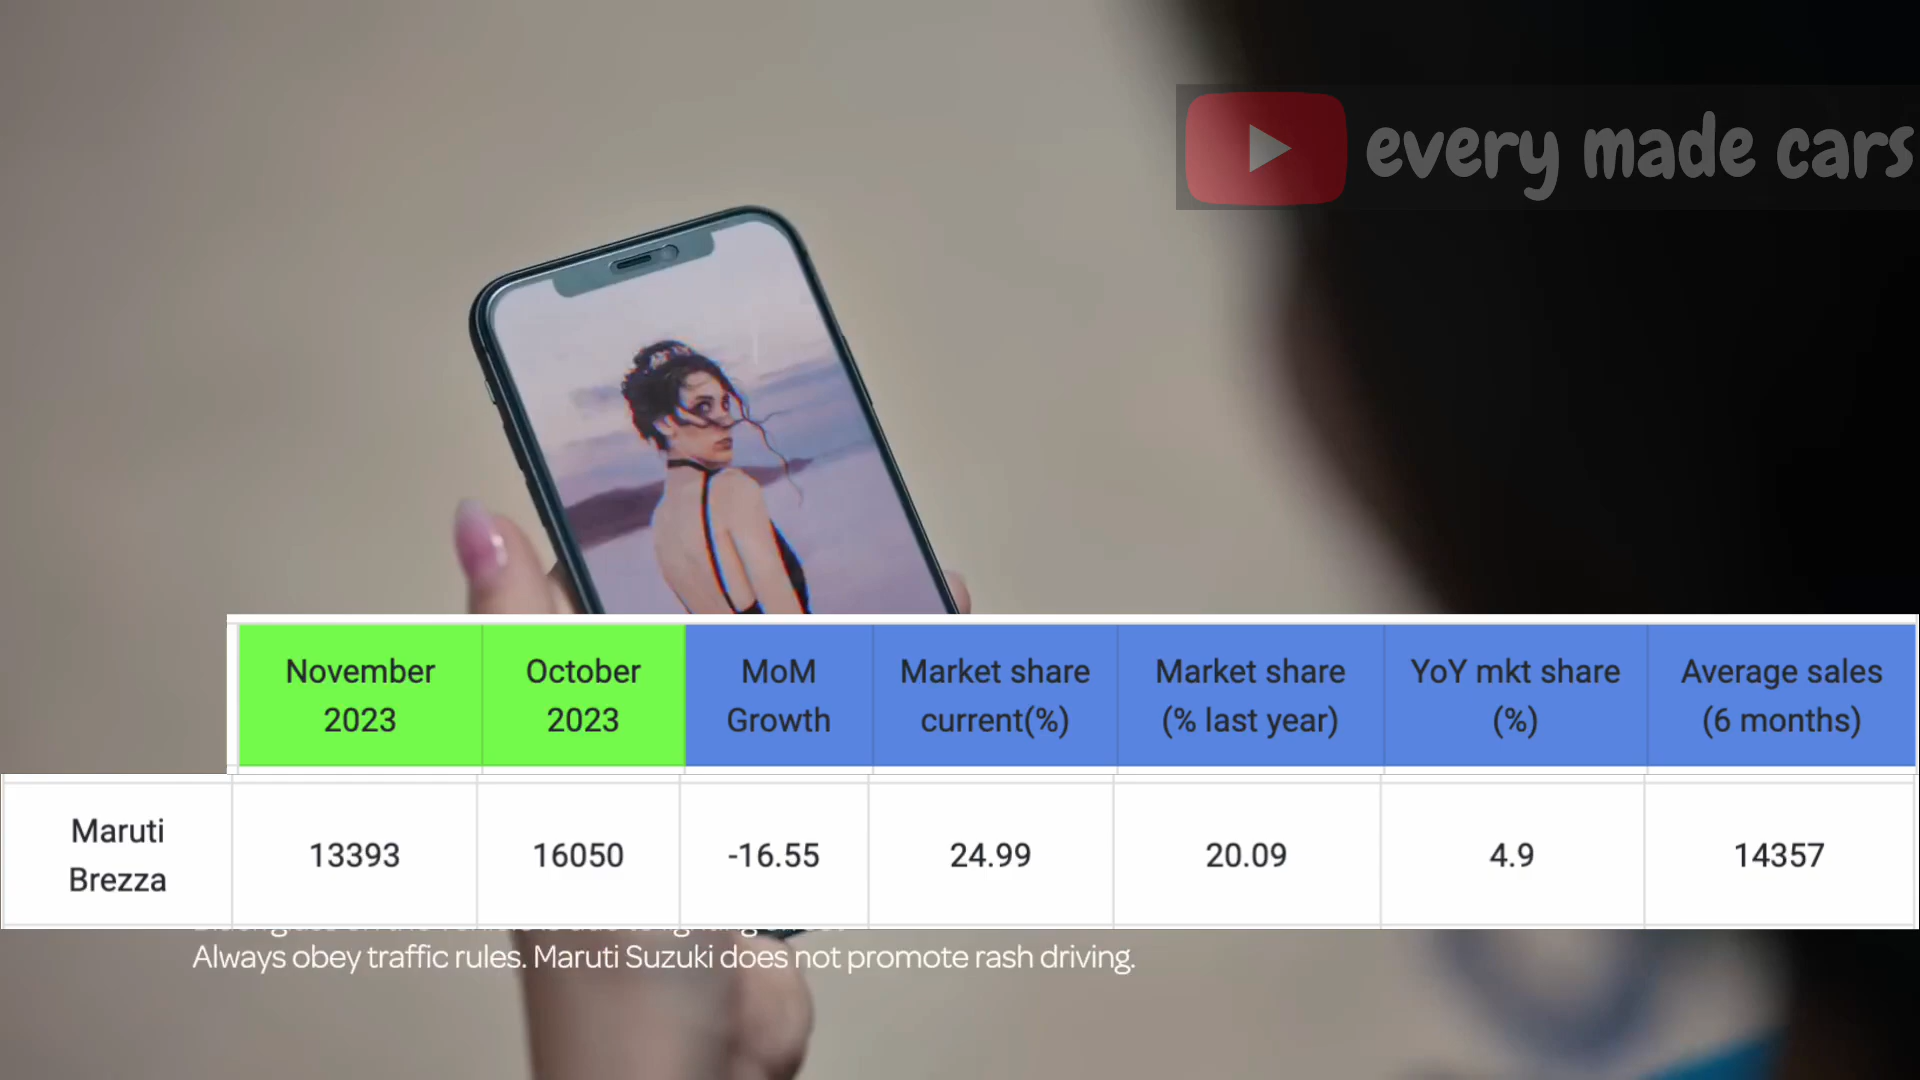 every made cars
November
2023
October
2023
MoM
Growth
Market share
current(%)
Market share
(% last year)
YoY mkt share
(%)
Average sales
(6 months)
Maruti
Brezza
13393
16050
-16.55
24.99
20.09
4.9
14357
Always obey traffic rules. Maruti Suzuki does not promote rash driving.